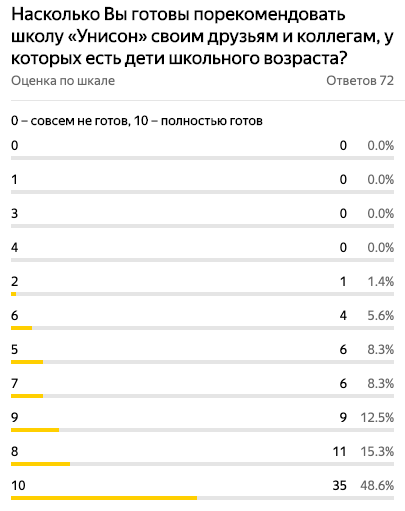 Насколько Вы готовы порекомендовать
школу «Унисон» своим друзьям и коллегам, у
которых есть дети школьного возраста?
Оценка по шкале Ответов 72
0 – совсем не готов, 10 – полностью готов
0 0 0.0%
1 0 0.0%
3 0 0.0%
4 0 0.0%
2 1 1.4%
6 4 5.6%
5 6 8.3%
7 6 8.3%
9 9 12.5%
8 11 15.3%
10 35 48.6%